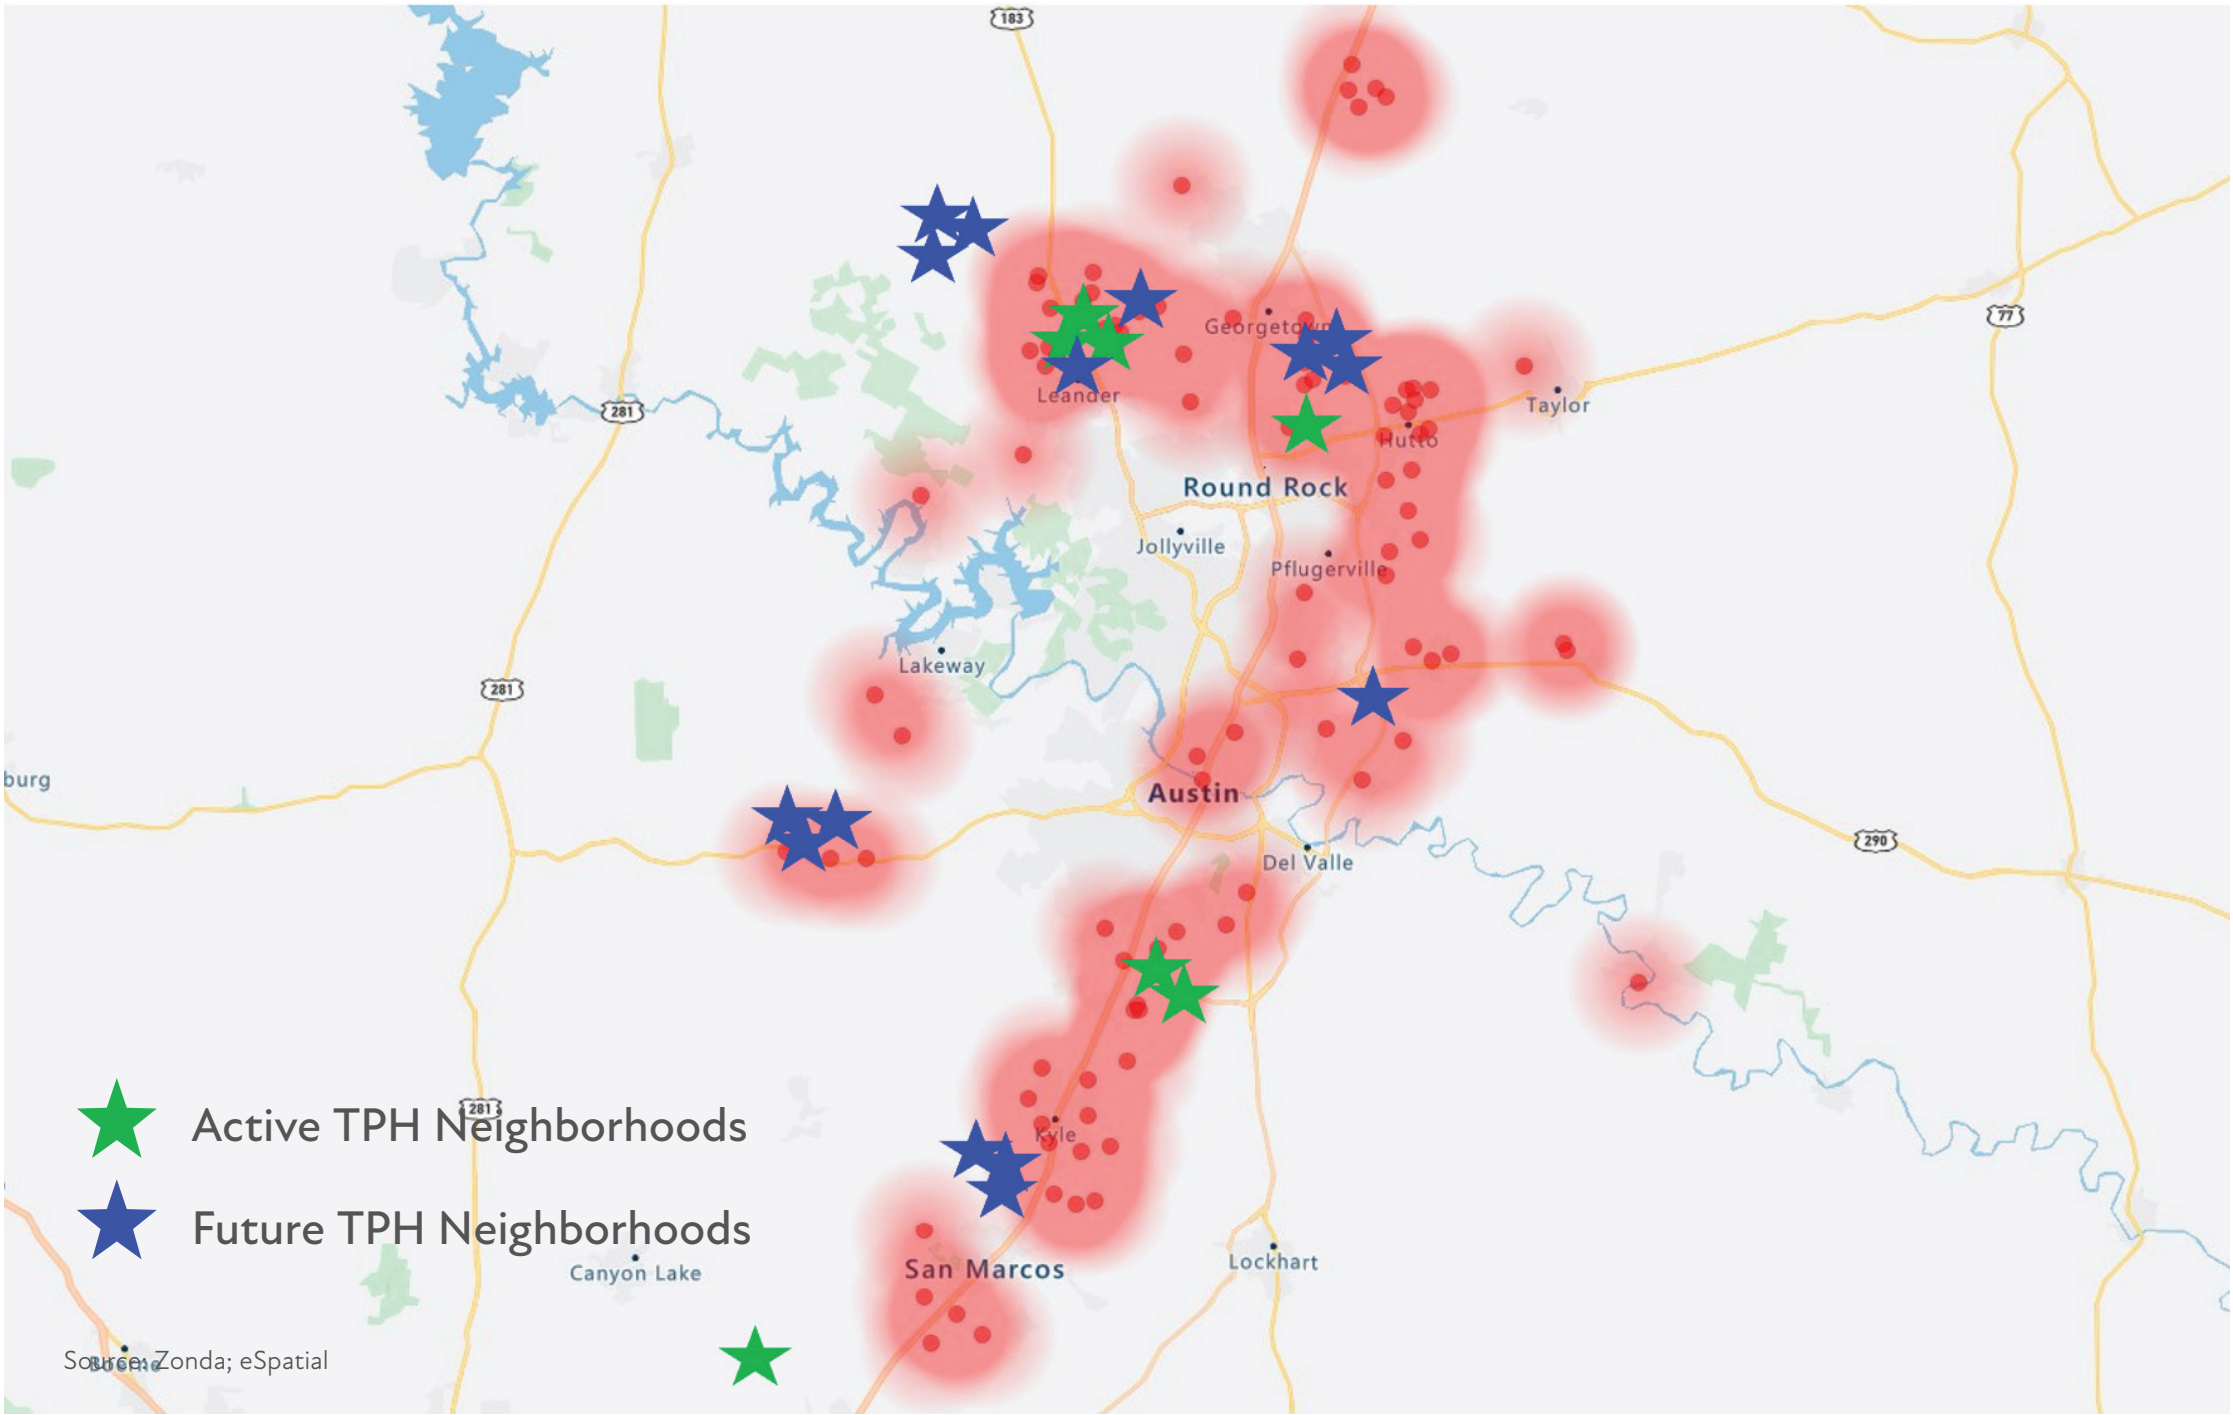 183
Georgetown
77
Leander
Taylor
281
Hutto
Round Rock
Jollyville
Pflugerville
Lakeway
281
burg
Austin
290
Del Valle
281
Active TPH Neighborhoods
Kyle
Future TPH Neighborhoods
Canyon Lake
San Marcos
Lockhart
Source: Zonda; eSpatial
Boerne